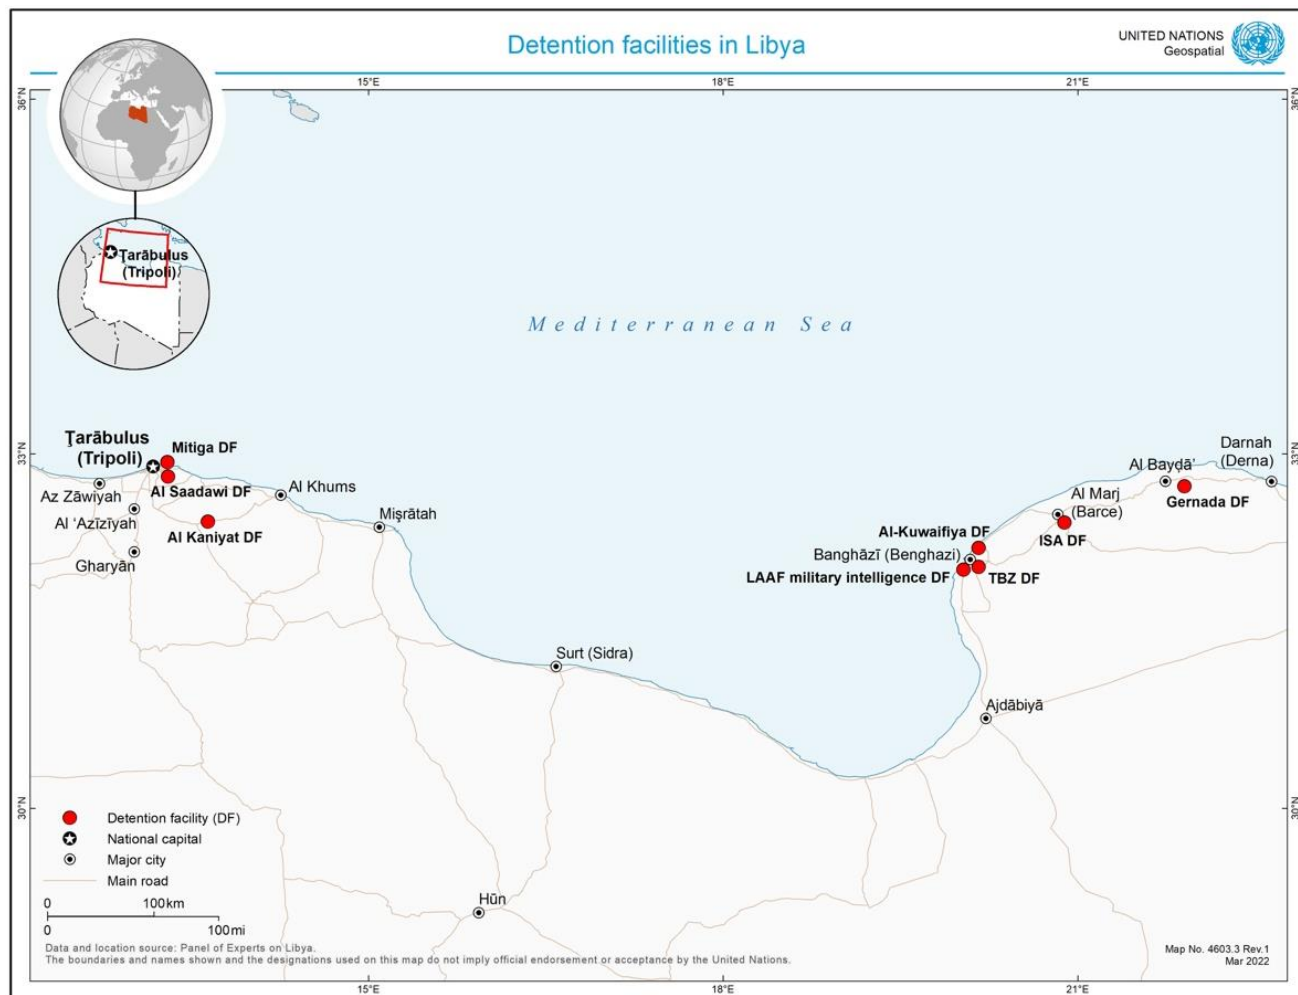 Detention facilities in Libya
UNITED NATIONS
Geospatial
15°E
18°E
21°E
36°N
36°N
Ţarābulus
(Tripoli)
Mediterranean Sea
33°N
33°N
Ţarābulus
(Tripoli)
Mitiga DF
Az Zāwiyah
Al Saadawi DF
Al Khums
Al ‘Azīzīyah
Al Kaniyat DF
Mişrātah
Gharyān
Darnah
(Derna)
Al Bayḑā’
Gernada DF
Al Marj
(Barce)
ISA DF
Al-Kuwaifiya DF
Banghāzī (Benghazi)
LAAF military intelligence DF
TBZ DF
Surt (Sidra)
Ajdābiyā
30°N
30°N
Hūn
Detention facility (DF)
National capital
Major city
Main road
0 100 km
0 100 mi
Data and location source: Panel of Experts on Libya.
The boundaries and names shown and the designations used on this map do not imply official endorsement or acceptance by the United Nations.
Map No. 4603.3 Rev.1
Mar 2022
15°E
18°E
21°E